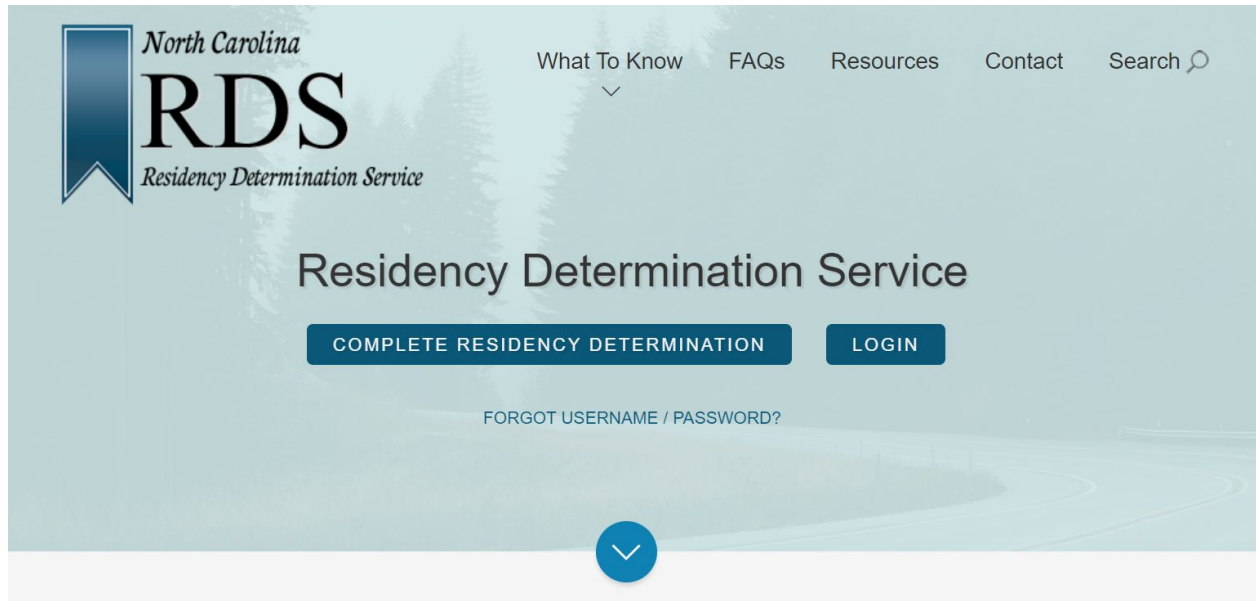 North Carolina
RDS
Residency Determination Service
What To Know FAQs Resources Contact Search
Residency Determination Service
COMPLETE RESIDENCY DETERMINATION LOGIN
FORGOT USERNAME / PASSWORD?